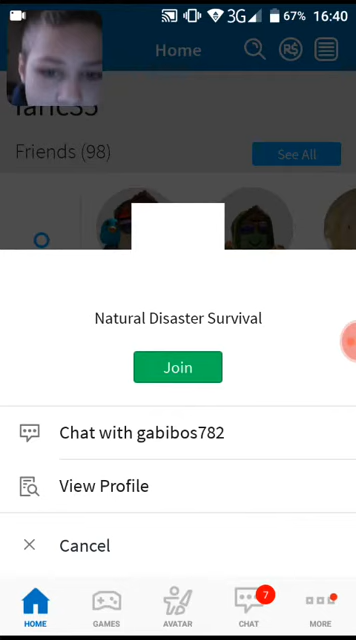 3G 67% 16:40
Home R$
Friends (98)
See All
Natural Disaster Survival
Join
Chat with gabibos782
View Profile
Cancel
7
HOME GAMES AVATAR CHAT MORE